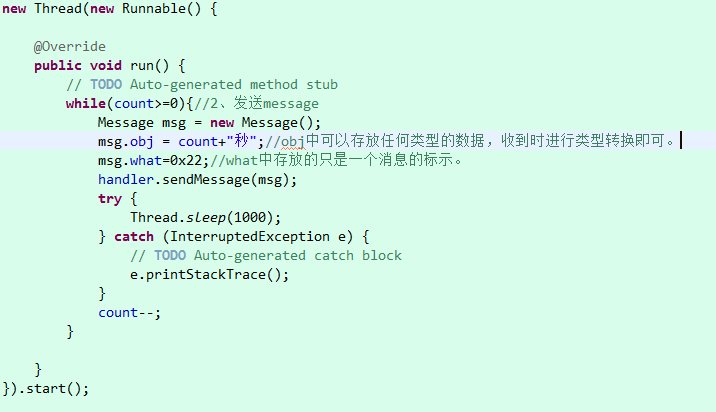 new Thread(new Runnable() {
@Override
public void run() {
// TODO Auto-generated method stub
while(count>=0){//2、发送message
Message msg = new Message();
msg.obj = count+"秒";//obj中可以存放任何类型的数据，收到时进行类型转换即可。
msg.what=0x22;//what中存放的只是一个消息的标示。
handler.sendMessage(msg);
try {
Thread.sleep(1000);
} catch (InterruptedException e) {
// TODO Auto-generated catch block
e.printStackTrace();
}
count--;
}
}
}).start();